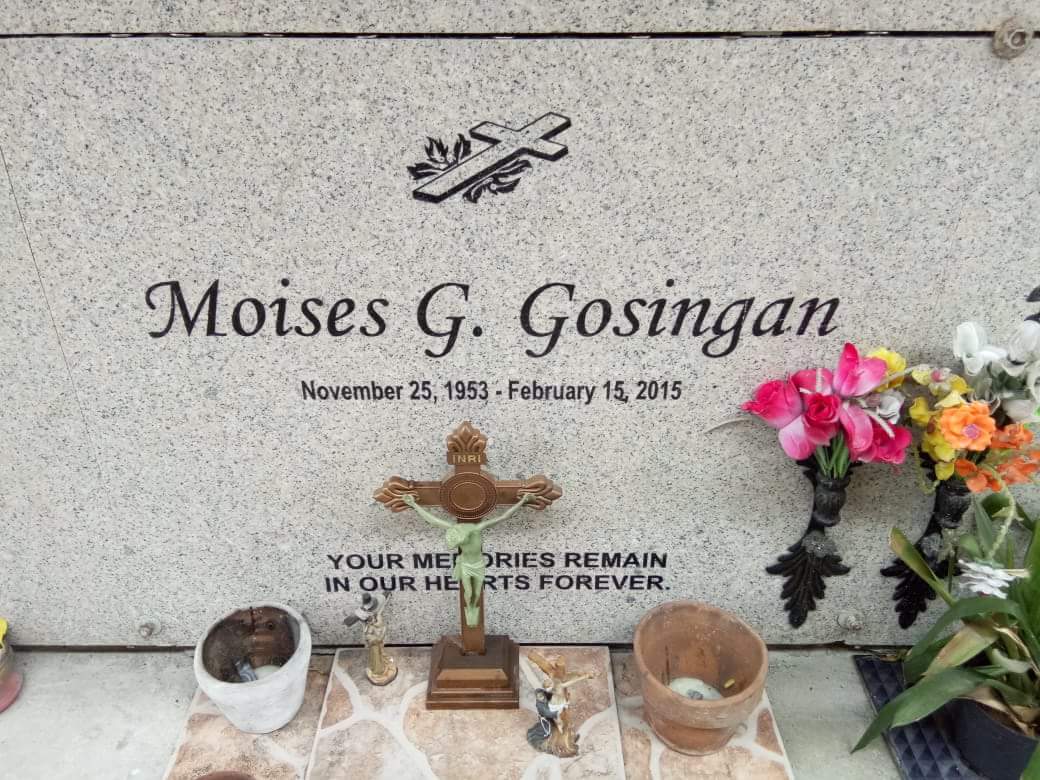 Moises G. Gosingan
November 25, 1953 - February 15, 2015
INRI
YOUR MEMORIES REMAIN
IN OUR HEARTS FOREVER.